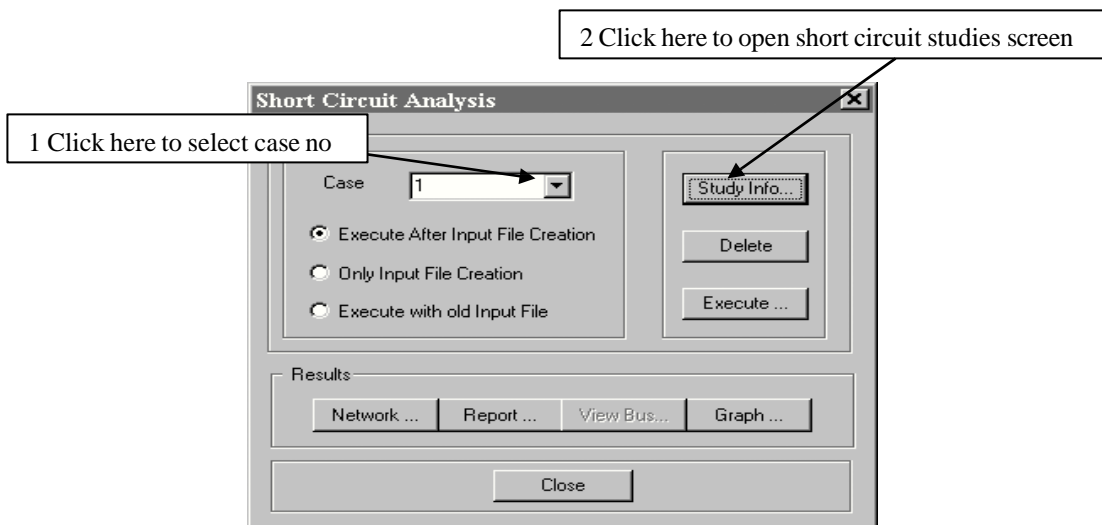 2 Click here to open short circuit studies screen
Short Circuit Analysis
1 Click here to select case no
Case 1
Study Info...
Execute After Input File Creation
Delete
Only Input File Creation
Execute ...
Execute with old Input File
Results
Network ... Report ... View Bus... Graph ...
Close